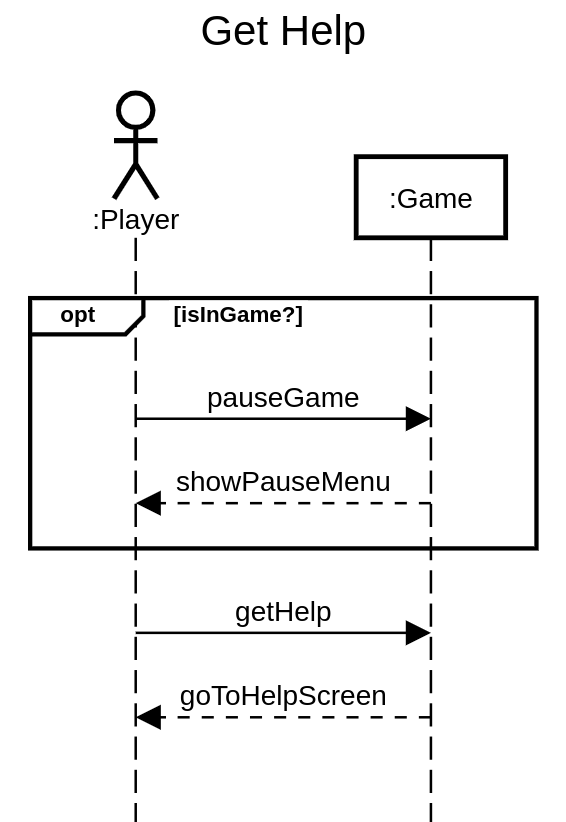 Get Help
:Player
:Game
opt
[isInGame?]
pauseGame
showPauseMenu
getHelp
goToHelpScreen